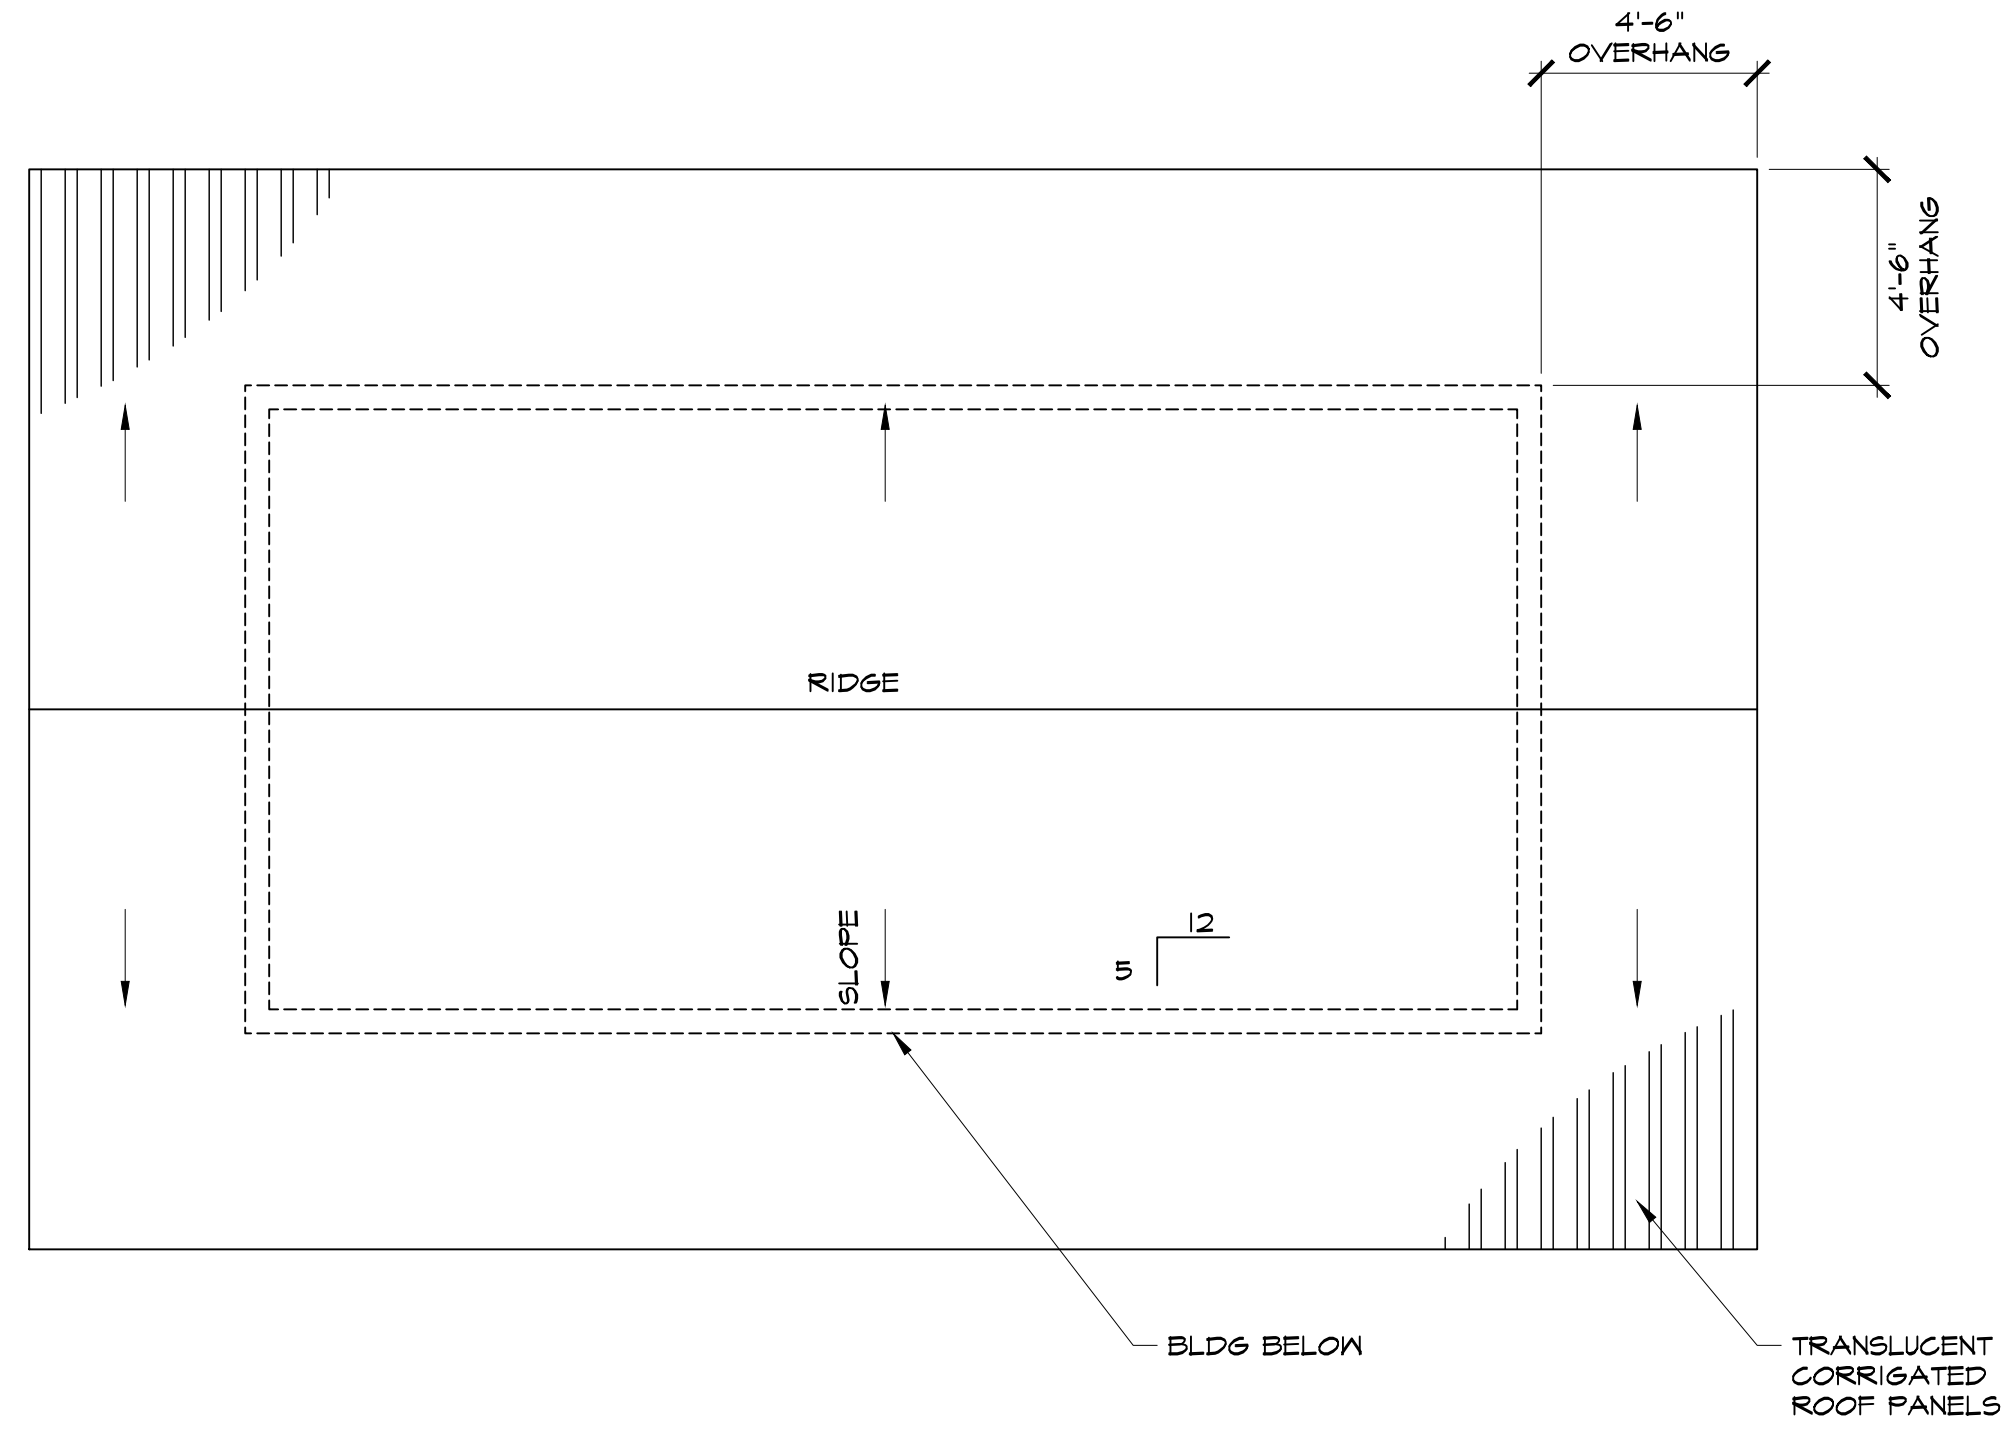 4'-6"
OVERHANG
4'-6"
OVERHANG
RIDGE
SLOPE
12
5
BLDG BELOW
TRANSLUCENT
CORRIGATED
ROOF PANELS